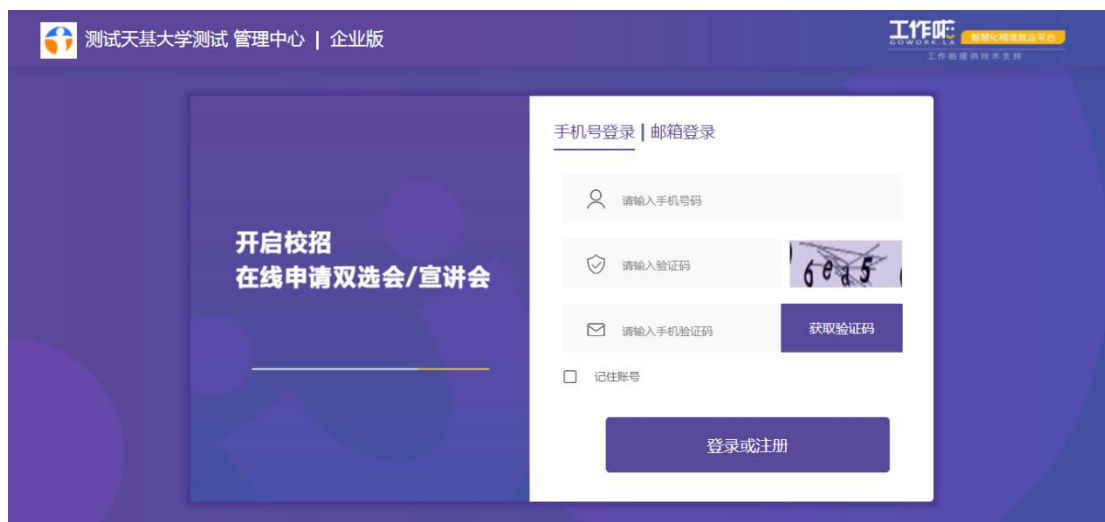 测试天基大学测试 管理中心 | 企业版
工作啦 智慧化精准就业平台
GOWORK.LA
工作啦提供技术支持
手机号登录 | 邮箱登录
请输入手机号码
开启校招
在线申请双选会/宣讲会
请输入验证码 6ea5
请输入手机验证码 获取验证码
记住账号
登录或注册